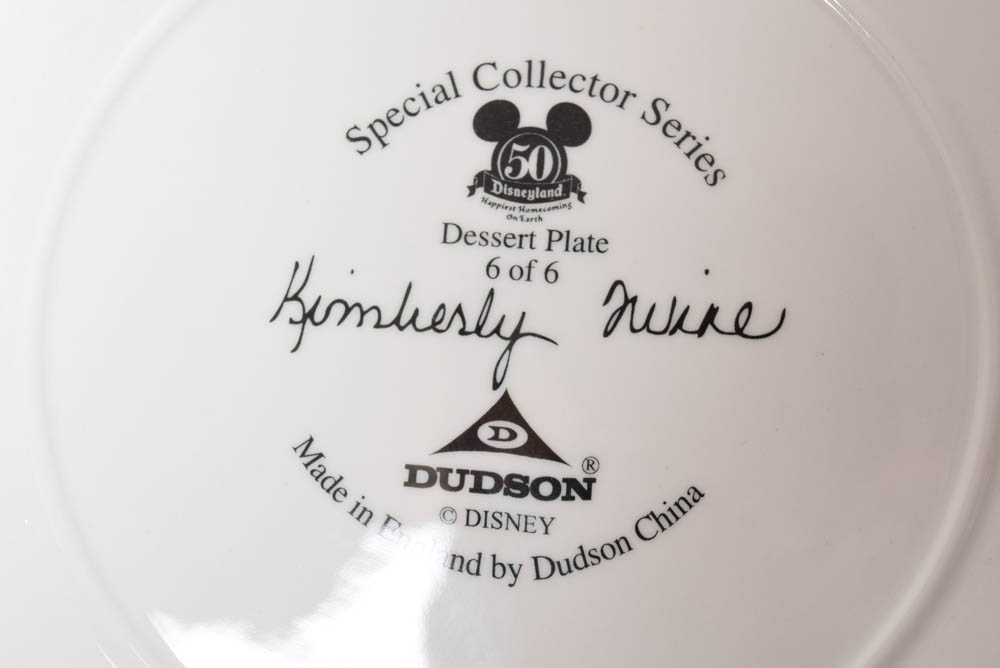 Special Collector Series
50
Disneyland
Happiest Homecoming
On Earth
Dessert Plate
6 of 6
Kimberly Irvine
D
DUDSON ®
© DISNEY
Made in England by Dudson China